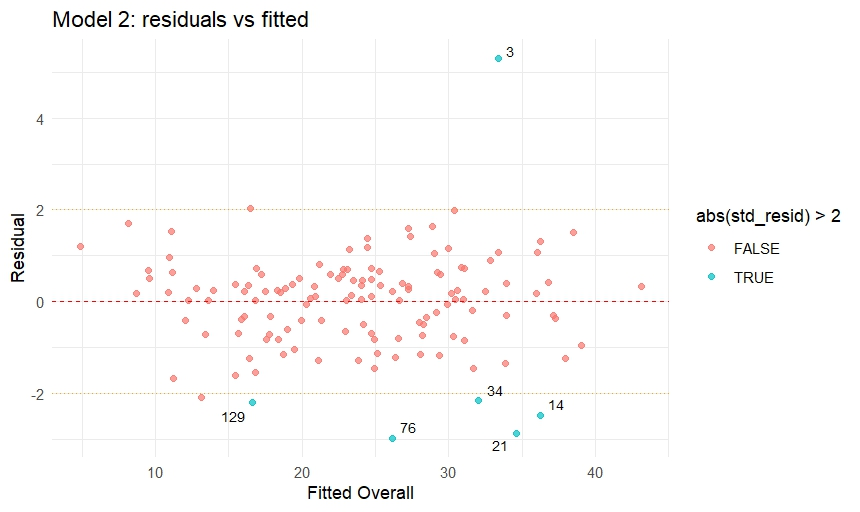 Model 2: residuals vs fitted
3
4
2
0
-2
34
14
129
76
21
10
20
30
40
Fitted Overall
Residual
abs(std_resid) > 2
FALSE
TRUE